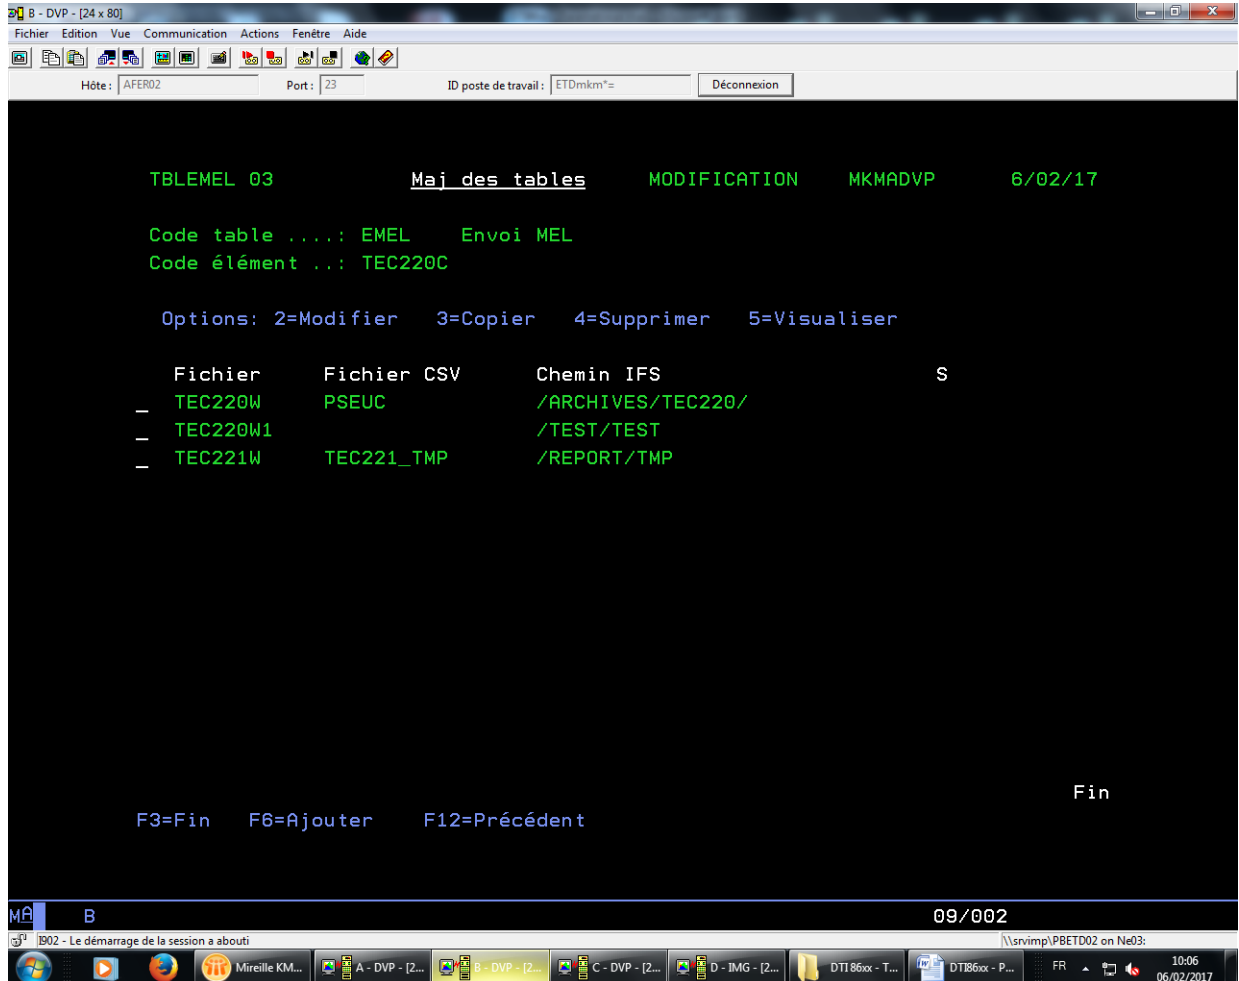 B - DVP - [24 x 80]
Fichier Edition Vue Communication Actions Fenêtre Aide
Hôte : AFER02 Port : 23 ID poste de travail : ETDmkm*= Déconnexion
TBLEMEL 03 Maj des tables MODIFICATION MKMADVP 6/02/17
Code table ....: EMEL Envoi MEL
Code élément ..: TEC220C
Options: 2=Modifier 3=Copier 4=Supprimer 5=Visualiser
Fichier Fichier CSV Chemin IFS S
_ TEC220W PSEUC /ARCHIVES/TEC220/
_ TEC220W1 /TEST/TEST
_ TEC221W TEC221_TMP /REPORT/TMP
Fin
F3=Fin F6=Ajouter F12=Précédent
MA B 09/002
I902 - Le démarrage de la session a abouti \\srvimp\PBETD02 on Ne03:
Mireille KM... A - DVP - [2... B - DVP - [2... C - DVP - [2... D - IMG - [2... DTI 86xx - T... DTI86xx - P... FR 10:06
06/02/2017